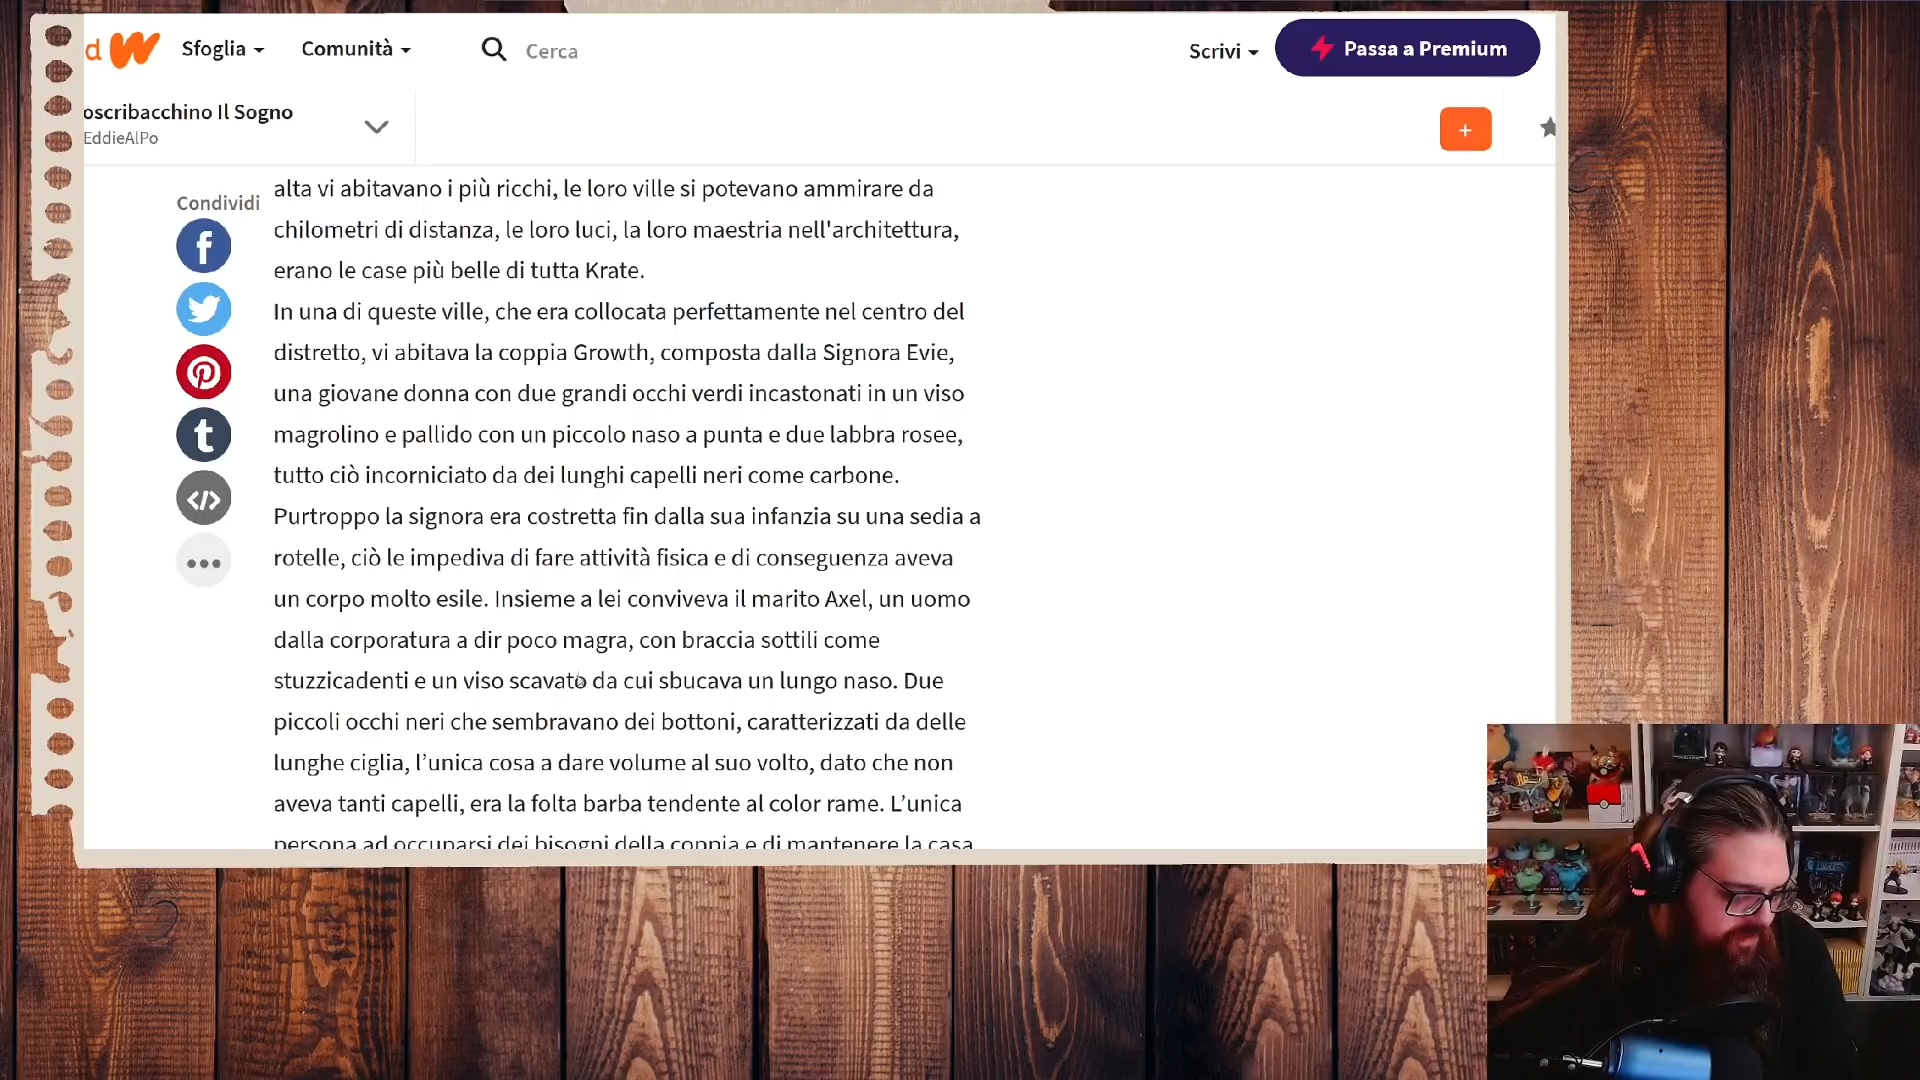 d
Sfoglia
Comunità
Cerca
Scrivi
Passa a Premium
oscribacchino Il Sogno
EddieAlPo
Condividi
alta vi abitavano i più ricchi, le loro ville si potevano ammirare da
chilometri di distanza, le loro luci, la loro maestria nell'architettura,
erano le case più belle di tutta Krate.
In una di queste ville, che era collocata perfettamente nel centro del
distretto, vi abitava la coppia Growth, composta dalla Signora Evie,
una giovane donna con due grandi occhi verdi incastonati in un viso
magrolino e pallido con un piccolo naso a punta e due labbra rosee,
tutto ciò incorniciato da dei lunghi capelli neri come carbone.
Purtroppo la signora era costretta fin dalla sua infanzia su una sedia a
rotelle, ciò le impediva di fare attività fisica e di conseguenza aveva
un corpo molto esile. Insieme a lei conviveva il marito Axel, un uomo
dalla corporatura a dir poco magra, con braccia sottili come
stuzzicadenti e un viso scavato da cui sbucava un lungo naso. Due
piccoli occhi neri che sembravano dei bottoni, caratterizzati da delle
lunghe ciglia, l’unica cosa a dare volume al suo volto, dato che non
aveva tanti capelli, era la folta barba tendente al color rame. L’unica
persona ad occuparsi dei bisogni della coppia e di mantenere la casa